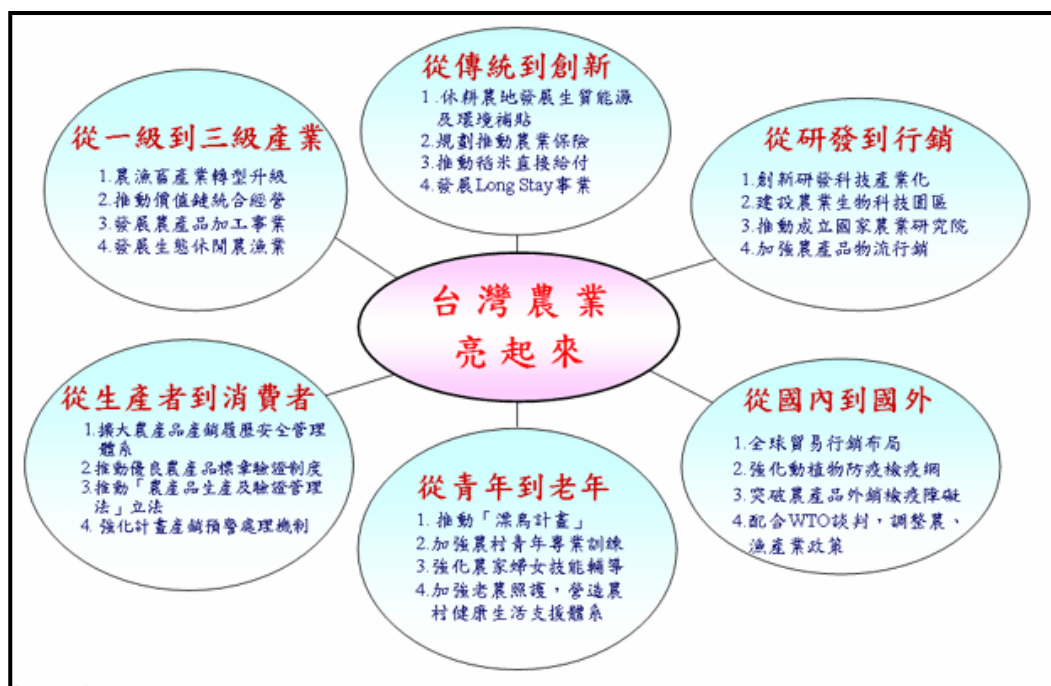 從傳統到創新
1.休耕農地發展生質能源
及環境補貼
2.規劃推動農業保險
3.推動稻米直接給付
4.發展Long Stay事業
從一級到三級產業
1.農漁畜產業轉型升級
2.推動價值鏈統合經營
3.發展農產品加工事業
4.發展生態休閒農漁業
從研發到行銷
1.創新研發科技產業化
2.建設農業生物科技園區
3.推動成立國家農業研究院
4.加強農產品物流行銷
台灣農業
亮起來
從生產者到消費者
1.擴大農產品產銷履歷安全管理
體系
2.推動優良農產品標章驗證制度
3.推動「農產品生產及驗證管理
法」立法
4. 強化計畫產銷預警處理機制
從青年到老年
1. 推動「漂鳥計畫」
2.加強農村青年專業訓練
3.強化農家婦女技能輔導
4.加強老農照護，營造農
村健康生活支援體系
從國內到國外
1.全球貿易行銷布局
2.強化動植物防疫檢疫網
3.突破農產品外銷檢疫障礙
4.配合WTO談判，調整農、
漁產業政策